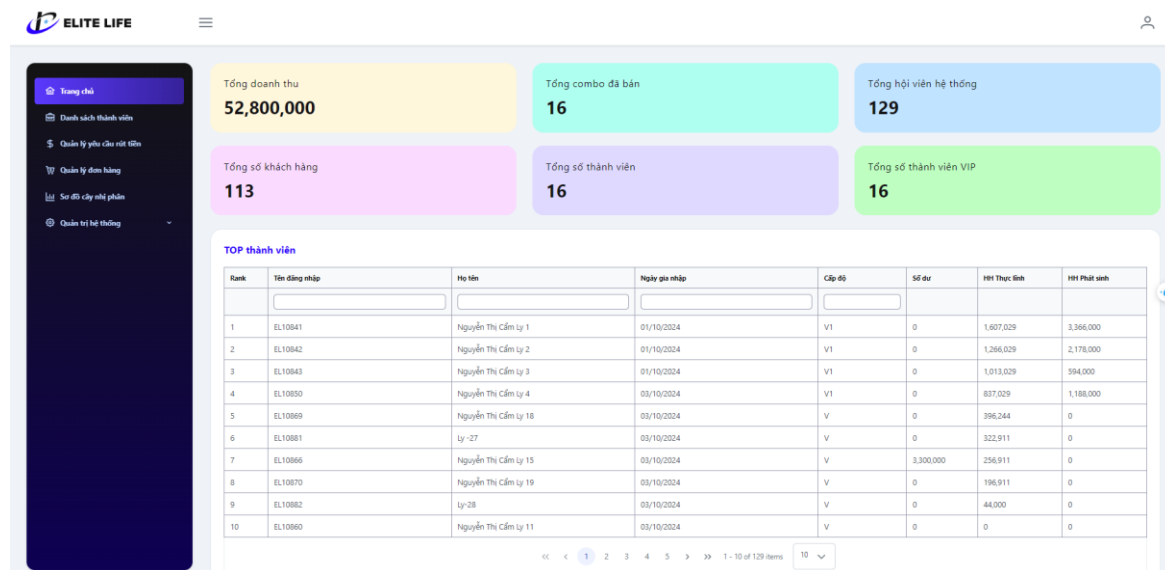 ELITE LIFE
Trang chủ
Danh sách thành viên
Quản lý yêu cầu rút tiền
Quản lý đơn hàng
Sơ đồ cây nhị phân
Quản trị hệ thống
Tổng doanh thu
52,800,000
Tổng combo đã bán
16
Tổng hội viên hệ thống
129
Tổng số khách hàng
113
Tổng số thành viên
16
Tổng số thành viên VIP
16
TOP thành viên
Rank Tên đăng nhập Họ tên Ngày gia nhập Cấp độ Số dư HH Thực lĩnh HH Phát sinh
1 EL10841 Nguyễn Thị Cẩm Ly 1 01/10/2024 V1 0 1,607,029 3,366,000
2 EL10842 Nguyễn Thị Cẩm Ly 2 01/10/2024 V1 0 1,266,029 2,178,000
3 EL10843 Nguyễn Thị Cẩm Ly 3 01/10/2024 V1 0 1,013,029 594,000
4 EL10850 Nguyễn Thị Cẩm Ly 4 03/10/2024 V1 0 837,029 1,188,000
5 EL10869 Nguyễn Thị Cẩm Ly 18 03/10/2024 V 0 396,244 0
6 EL10881 Ly -27 03/10/2024 V 0 322,911 0
7 EL10866 Nguyễn Thị Cẩm Ly 15 03/10/2024 V 3,300,000 256,911 0
8 EL10870 Nguyễn Thị Cẩm Ly 19 03/10/2024 V 0 196,911 0
9 EL10882 Ly-28 03/10/2024 V 0 44,000 0
10 EL10860 Nguyễn Thị Cẩm Ly 11 03/10/2024 V 0 0 0
1 2 3 4 5 1 - 10 of 129 items 10